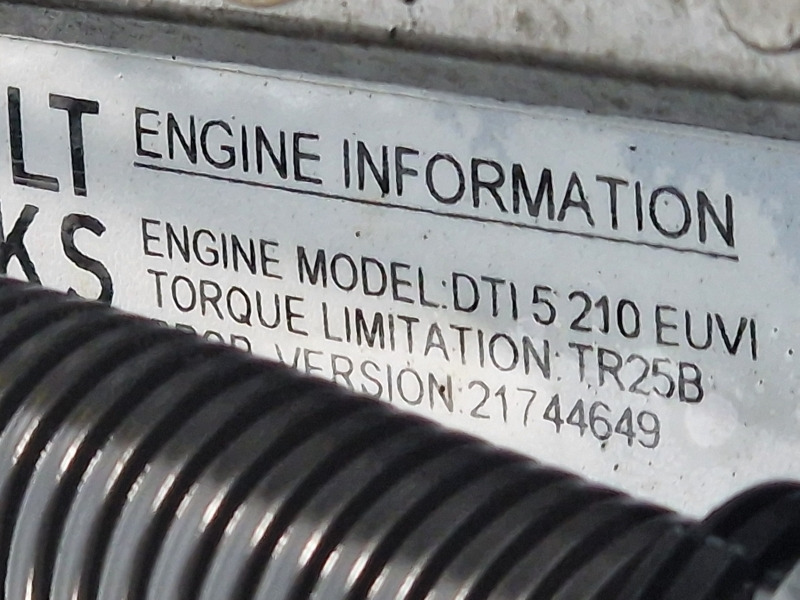 LT
KS
ENGINE INFORMATION
ENGINE MODEL:DTI 5 210 EUVI
TORQUE LIMITATION:TR25B
VERSION:21744649